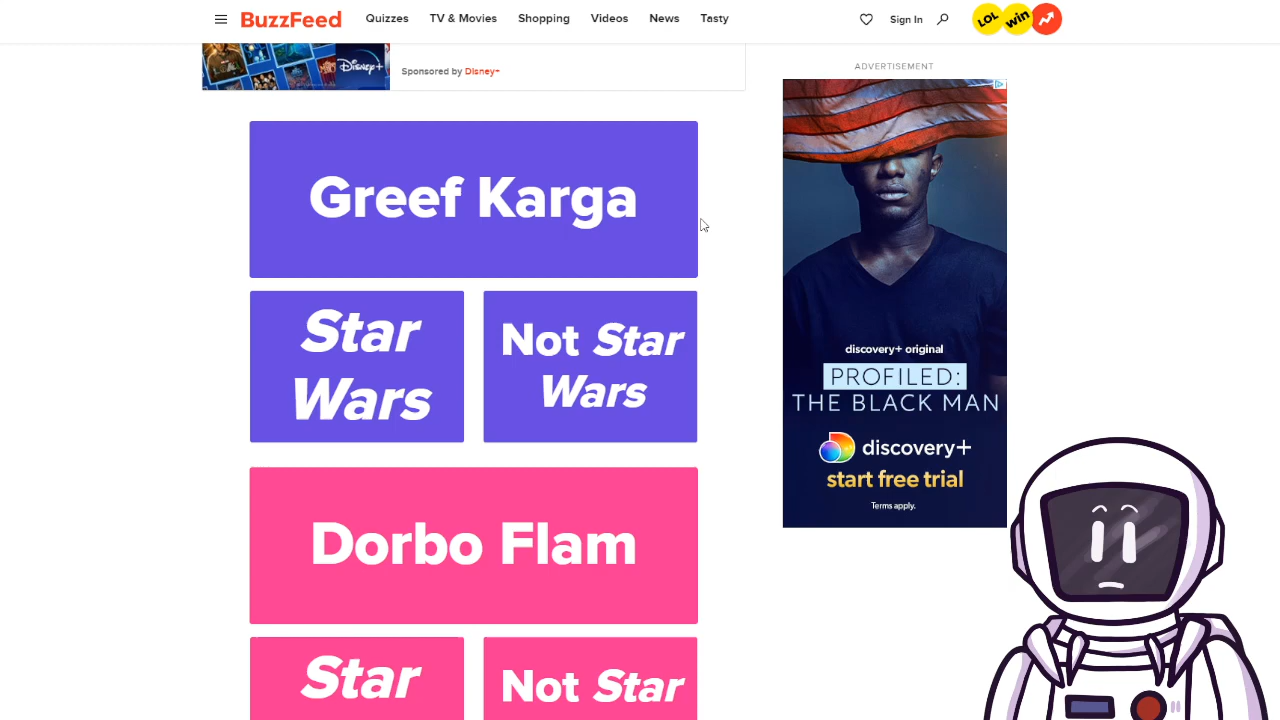 BuzzFeed
Quizzes
TV & Movies
Shopping
Videos
News
Tasty
Sign In
LOL
win
Disney+
Sponsored by Disney+
ADVERTISEMENT
Greef Karga
Star
Wars
Not Star
Wars
Dorbo Flam
Star
Not Star
discovery+ original
PROFILED:
THE BLACK MAN
discovery+
start free trial
Terms apply.